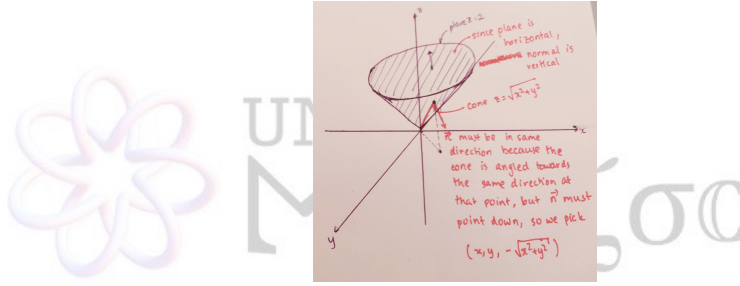 z
plane z=2
since plane is
horizontal,
normal is
vertical
cone z=√x²+y²
x
n⃗ must be in same
direction because the
cone is angled towards
the same direction at
that point, but n⃗ must
point down, so we pick
(x, y, -√x²+y²)
y
UN
M
ζσ